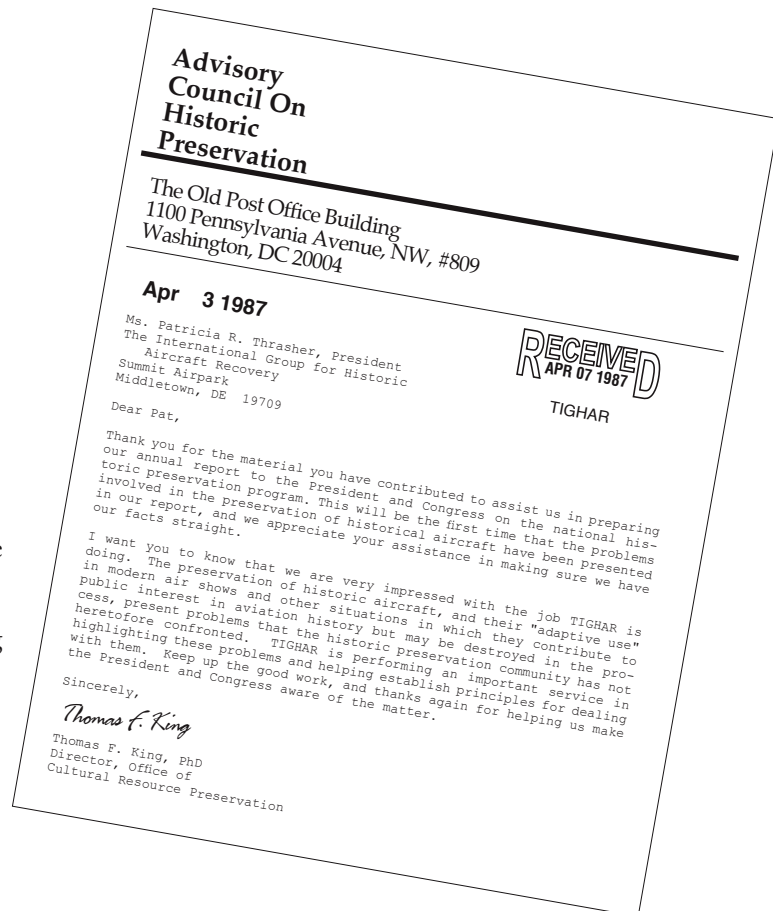 Advisory
Council On
Historic
Preservation
The Old Post Office Building
1100 Pennsylvania Avenue, NW, #809
Washington, DC 20004
Apr 3 1987
RECEIVED
APR 07 1987
TIGHAR
Ms. Patricia R. Thrasher, President
The International Group for Historic
Aircraft Recovery
Summit Airpark
Middletown, DE 19709
Dear Pat,
Thank you for the material you have contributed to assist us in preparing
our annual report to the President and Congress on the national his-
toric preservation program. This will be the first time that the problems
involved in the preservation of historical aircraft have been presented
in our report, and we appreciate your assistance in making sure we have
our facts straight.
I want you to know that we are very impressed with the job TIGHAR is
doing. The preservation of historic aircraft, and their "adaptive use"
in modern air shows and other situations in which they contribute to
public interest in aviation history but may be destroyed in the pro-
cess, present problems that the historic preservation community has not
heretofore confronted. TIGHAR is performing an important service in
highlighting these problems and helping establish principles for dealing
with them. Keep up the good work, and thanks again for helping us make
the President and Congress aware of the matter.
Sincerely,
Thomas F. King
Thomas F. King, PhD
Director, Office of
Cultural Resource Preservation